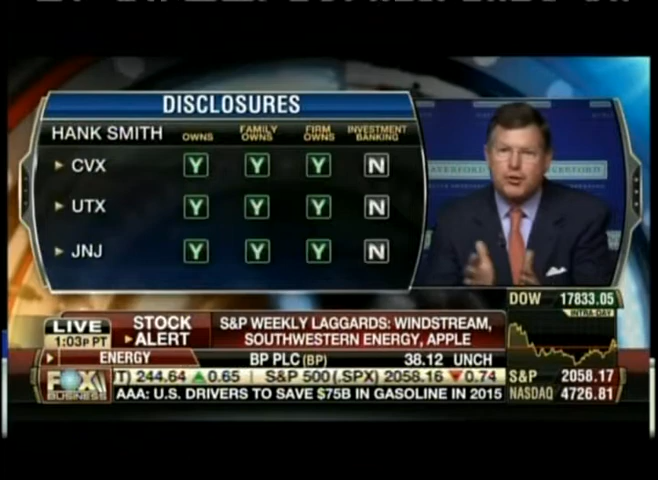 DISCLOSURES
HANK SMITH OWNS FAMILY OWNS FIRM OWNS INVESTMENT BANKING
CVX Y Y Y N
UTX Y Y Y N
JNJ Y Y Y N
DOW 17833.05
INTRA-DAY
LIVE
1:03P PT
STOCK
ALERT
S&P WEEKLY LAGGARDS: WINDSTREAM,
SOUTHWESTERN ENERGY, APPLE
ENERGY BP PLC (BP) 38.12 UNCH
FOX
BUSINESS
T) 244.64 ▲0.65 | S&P 500(.SPX) 2058.16 ▼0.74
S&P 2058.17
AAA: U.S. DRIVERS TO SAVE $75B IN GASOLINE IN 2015
NASDAQ 4726.81